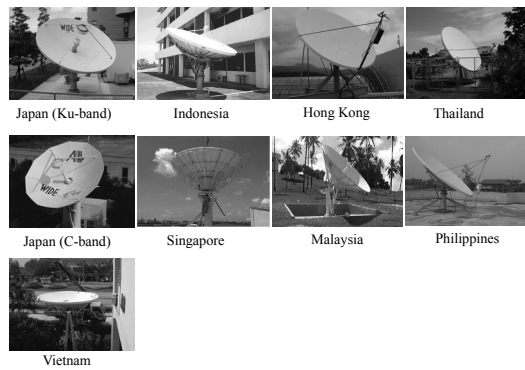 WIDE
Japan (Ku-band)
Indonesia
Hong Kong
Thailand
WIDE
Japan (C-band)
Singapore
Malaysia
Philippines
Vietnam